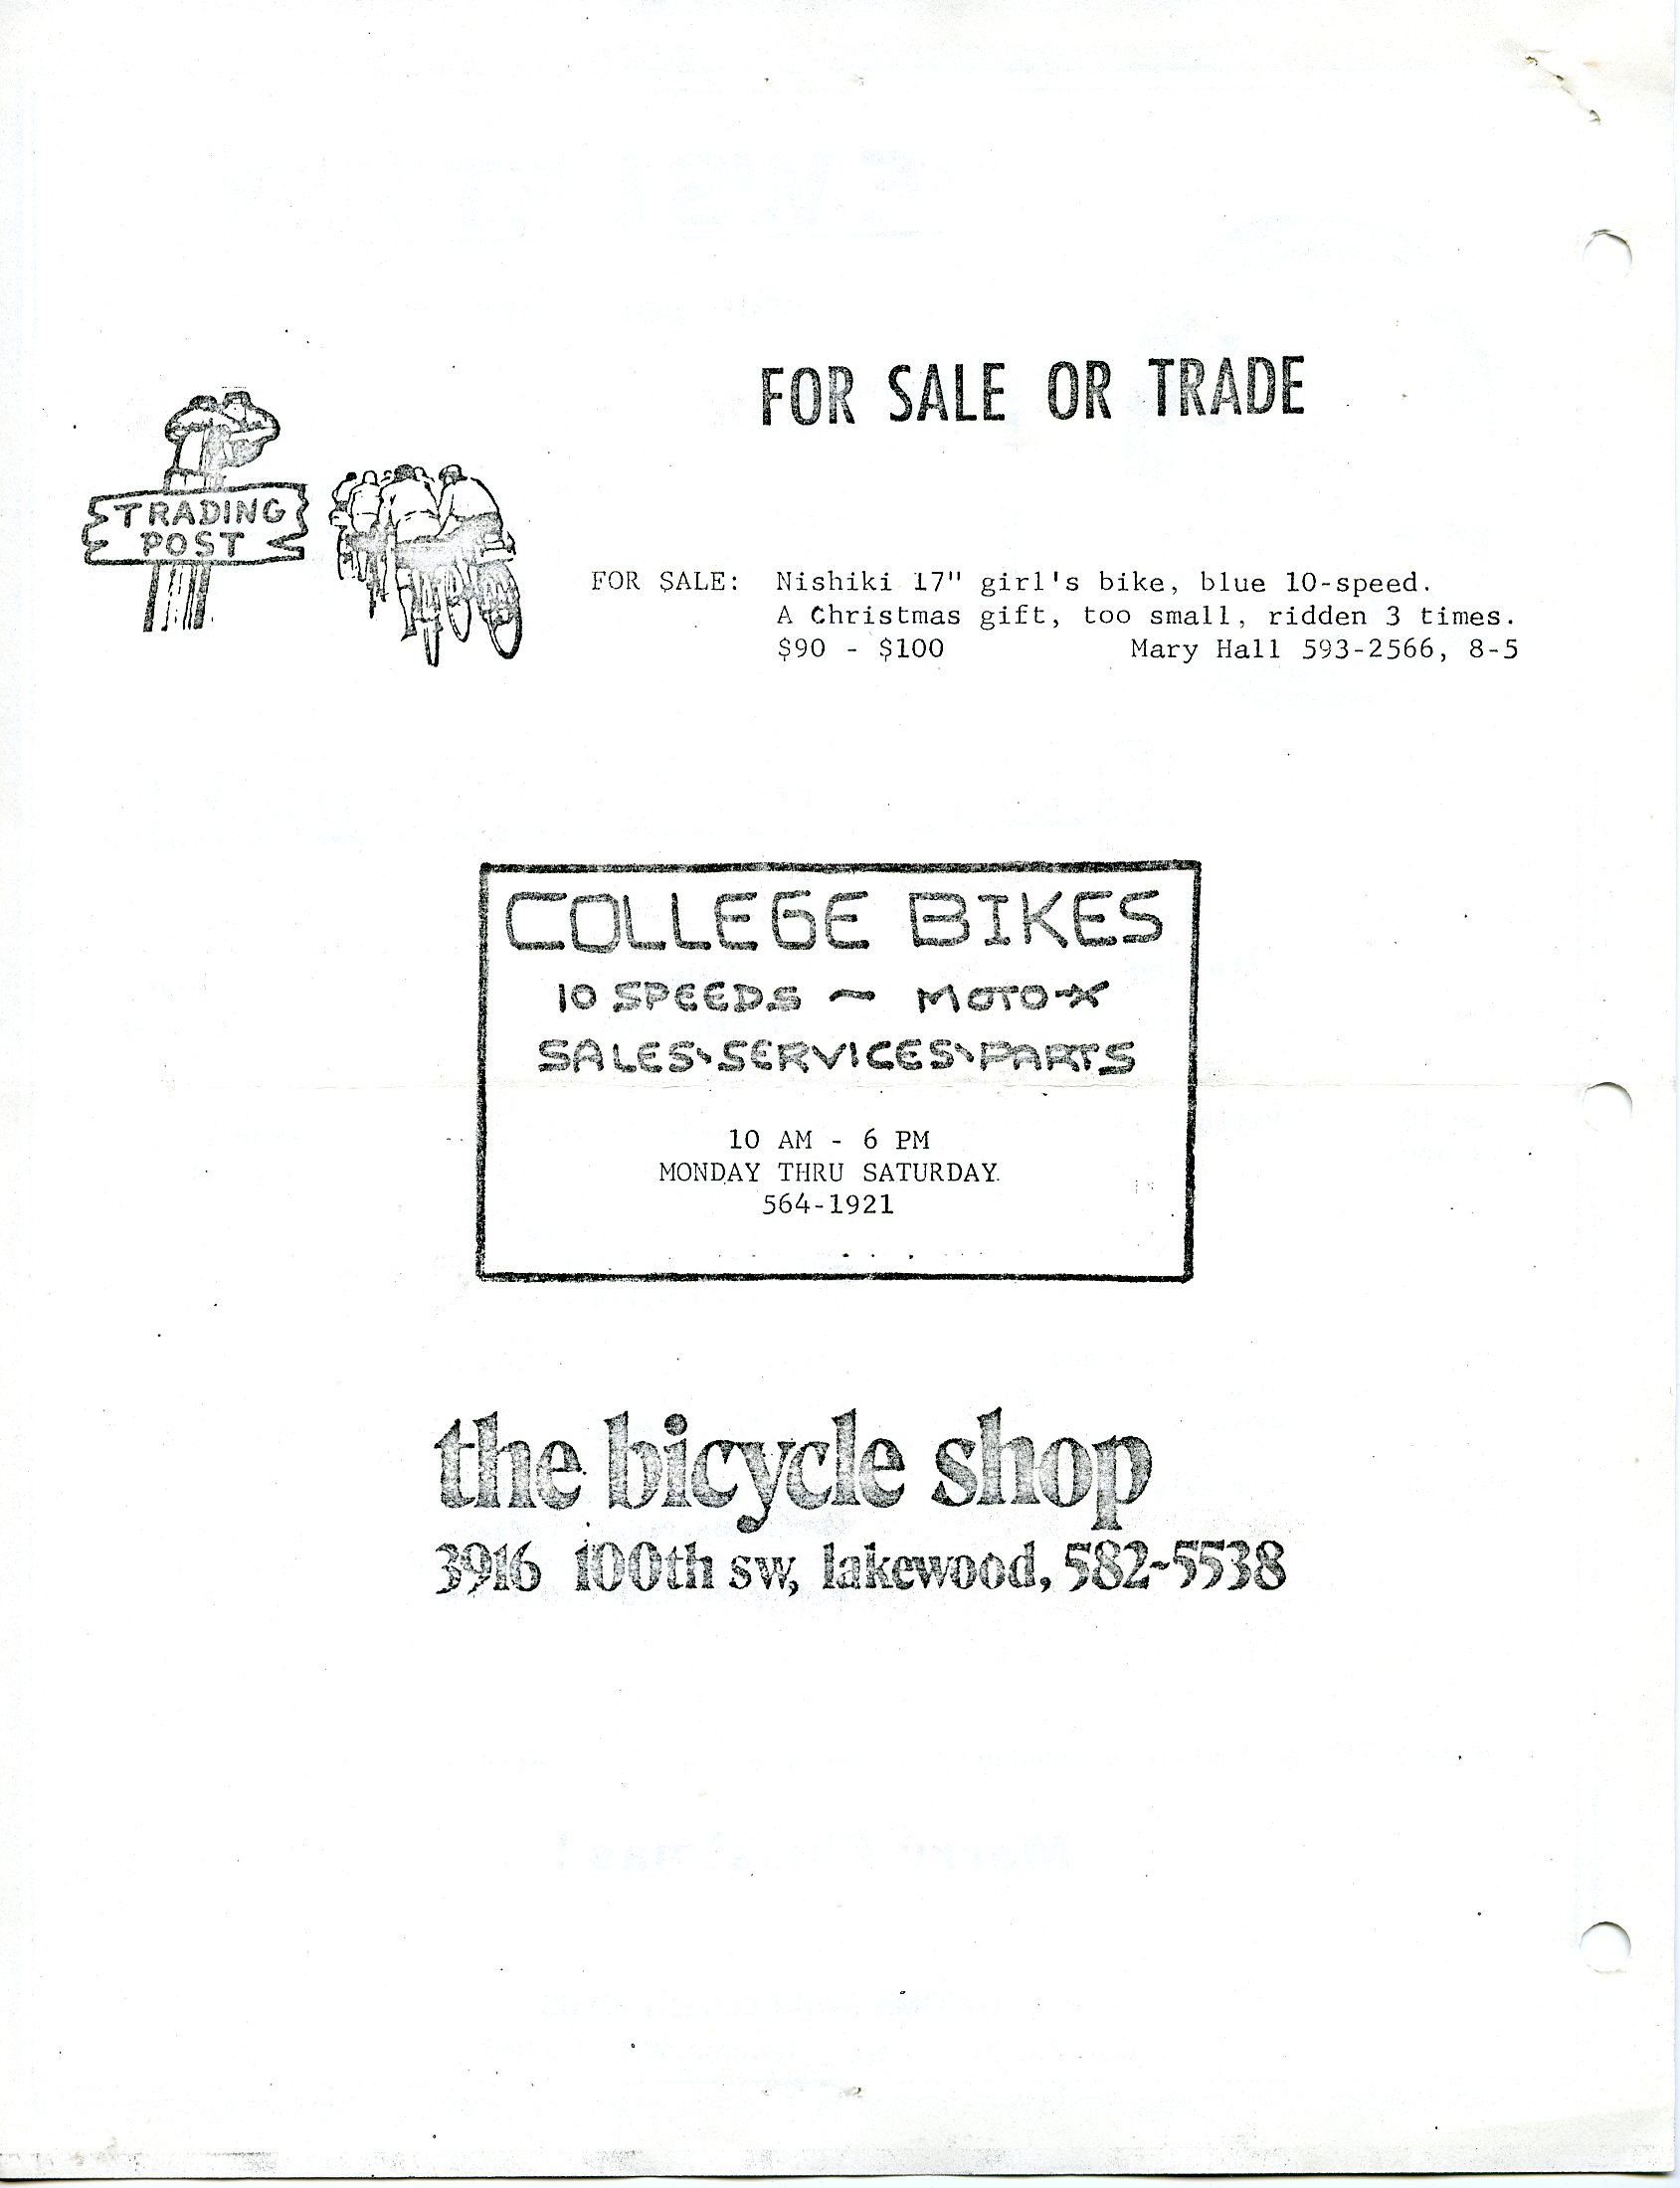 FOR SALE OR TRADE
TRADING
POST
FOR SALE: Nishiki 17" girl's bike, blue 10-speed.
A Christmas gift, too small, ridden 3 times.
$90 - $100 Mary Hall 593-2566, 8-5
COLLEGE BIKES
10 SPEEDS ~ MOTO-X
SALES·SERVICES·PARTS
10 AM - 6 PM
MONDAY THRU SATURDAY.
564-1921
the bicycle shop
3916 100th sw, lakewood, 582-5538